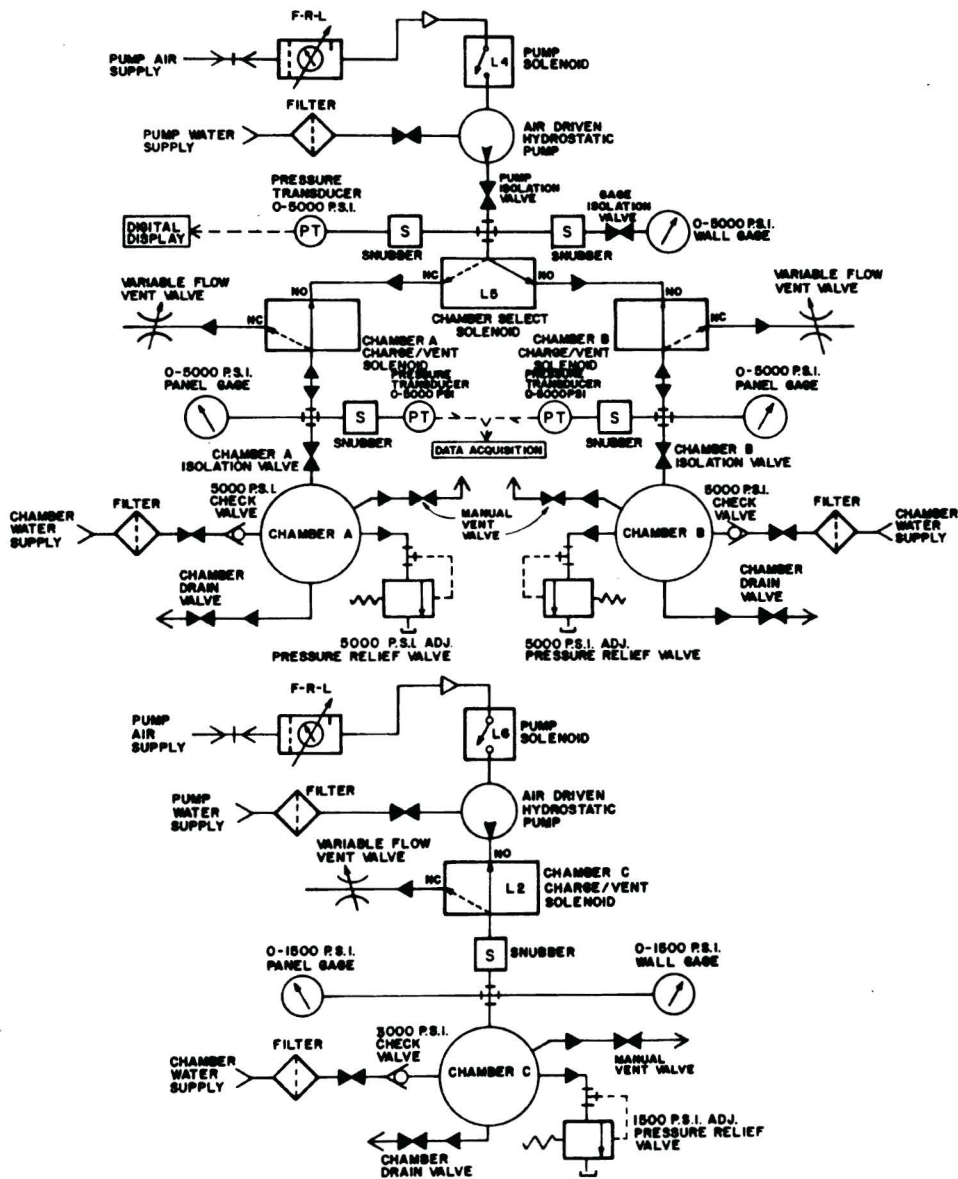 F-R-L
PUMP AIR
SUPPLY
L4
PUMP
SOLENOID
FILTER
PUMP WATER
SUPPLY
AIR DRIVEN
HYDROSTATIC
PUMP
PRESSURE
TRANSDUCER
0-5000 P.S.I.
PUMP
ISOLATION
VALVE
GAGE
ISOLATION
VALVE
DIGITAL
DISPLAY
PT
S
SNUBBER
S
SNUBBER
0-5000 P.S.I.
WALL GAGE
VARIABLE FLOW
VENT VALVE
NC
NO
L5
CHAMBER SELECT
SOLENOID
VARIABLE FLOW
VENT VALVE
NO
NC
NO
NC
CHAMBER A
CHARGE/VENT
SOLENOID
CHAMBER B
CHARGE/VENT
SOLENOID
0-5000 P.S.I.
PANEL GAGE
PRESSURE
TRANSDUCER
0-5000 PSI
PRESSURE
TRANSDUCER
0-5000 PSI
0-5000 P.S.I.
PANEL GAGE
S
SNUBBER
PT
PT
S
SNUBBER
DATA ACQUISITION
CHAMBER A
ISOLATION VALVE
CHAMBER B
ISOLATION VALVE
5000 P.S.I.
CHECK
VALVE
5000 P.S.I.
CHECK
VALVE
FILTER
CHAMBER
WATER
SUPPLY
CHAMBER A
MANUAL
VENT
VALVE
CHAMBER B
FILTER
CHAMBER
WATER
SUPPLY
CHAMBER
DRAIN
VALVE
CHAMBER
DRAIN
VALVE
5000 P.S.I. ADJ.
PRESSURE RELIEF VALVE
5000 P.S.I. ADJ.
PRESSURE RELIEF VALVE
F-R-L
PUMP
AIR
SUPPLY
L6
PUMP
SOLENOID
FILTER
PUMP
WATER
SUPPLY
AIR DRIVEN
HYDROSTATIC
PUMP
VARIABLE FLOW
VENT VALVE
NO
NC
L2
CHAMBER C
CHARGE/VENT
SOLENOID
S
SNUBBER
0-1500 P.S.I.
PANEL GAGE
0-1500 P.S.I.
WALL GAGE
FILTER
3000 P.S.I.
CHECK
VALVE
CHAMBER
WATER
SUPPLY
CHAMBER C
MANUAL
VENT VALVE
CHAMBER
DRAIN VALVE
1500 P.S.I. ADJ.
PRESSURE RELIEF
VALVE